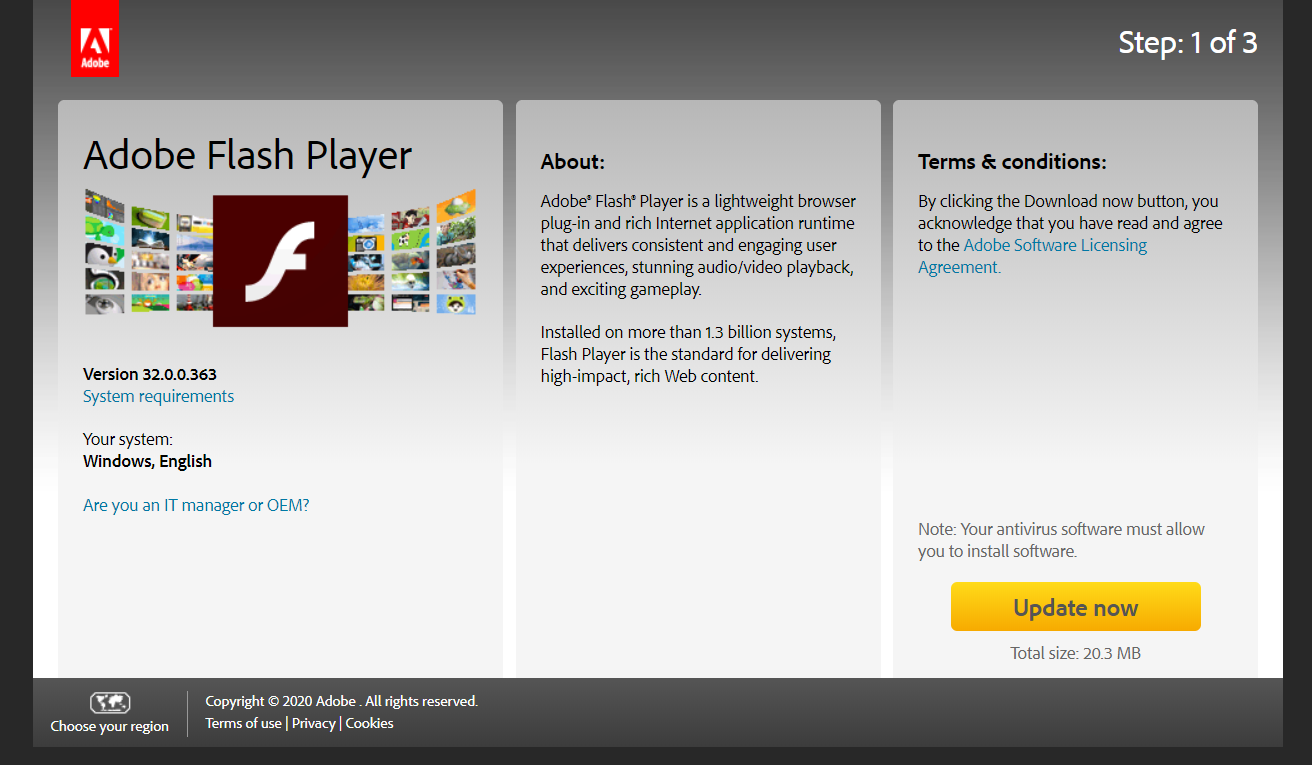 Adobe
Step: 1 of 3
Adobe Flash Player
Version 32.0.0.363
System requirements
Your system:
Windows, English
Are you an IT manager or OEM?
About:
Adobe® Flash® Player is a lightweight browser
plug-in and rich Internet application runtime
that delivers consistent and engaging user
experiences, stunning audio/video playback,
and exciting gameplay.
Installed on more than 1.3 billion systems,
Flash Player is the standard for delivering
high-impact, rich Web content.
Terms & conditions:
By clicking the Download now button, you
acknowledge that you have read and agree
to the Adobe Software Licensing
Agreement.
Note: Your antivirus software must allow
you to install software.
Update now
Total size: 20.3 MB
Choose your region
Copyright © 2020 Adobe . All rights reserved.
Terms of use | Privacy | Cookies